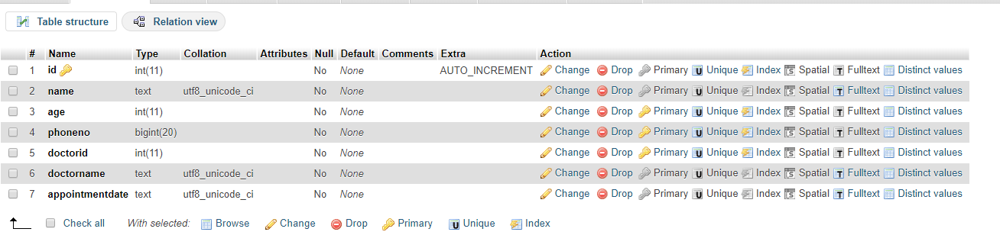 Table structure Relation view
# Name Type Collation Attributes Null Default Comments Extra Action
1 id int(11) No None AUTO_INCREMENT Change Drop Primary Unique Index Spatial Fulltext Distinct values
2 name text utf8_unicode_ci No None Change Drop Primary Unique Index Spatial Fulltext Distinct values
3 age int(11) No None Change Drop Primary Unique Index Spatial Fulltext Distinct values
4 phoneno bigint(20) No None Change Drop Primary Unique Index Spatial Fulltext Distinct values
5 doctorid int(11) No None Change Drop Primary Unique Index Spatial Fulltext Distinct values
6 doctorname text utf8_unicode_ci No None Change Drop Primary Unique Index Spatial Fulltext Distinct values
7 appointmentdate text utf8_unicode_ci No None Change Drop Primary Unique Index Spatial Fulltext Distinct values
Check all With selected: Browse Change Drop Primary Unique Index